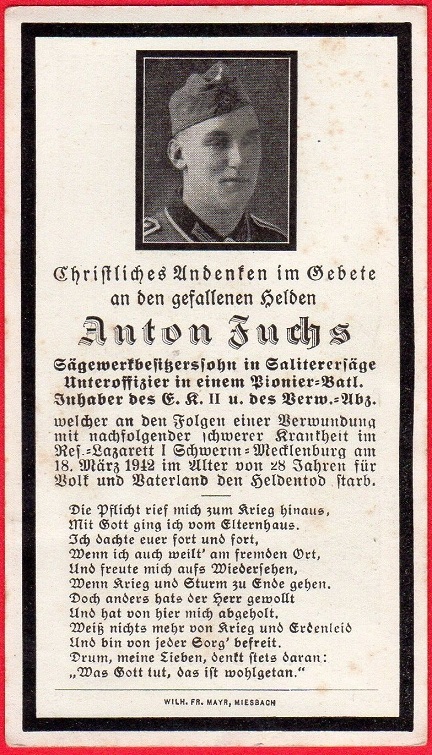 Christliches Andenken im Gebete
an den gefallenen Helden
Anton Fuchs
Sägewerkbesitzerssohn in Saliterersäge
Unteroffizier in einem Pionier-Batl.
Inhaber des E. K. II u. des Verw.-Abz.
welcher an den Folgen einer Verwundung
mit nachfolgender schwerer Krankheit im
Res.-Lazarett I Schwerin-Mecklenburg am
18. März 1942 im Alter von 28 Jahren für
Volk und Vaterland den Heldentod starb.
Die Pflicht rief mich zum Krieg hinaus,
Mit Gott ging ich vom Elternhaus.
Ich dachte euer fort und fort,
Wenn ich auch weilt' am fremden Ort,
Und freute mich aufs Wiedersehen,
Wenn Krieg und Sturm zu Ende gehen.
Doch anders hats der Herr gewollt
Und hat von hier mich abgeholt.
Weiß nichts mehr von Krieg und Erdenleid
Und bin von jeder Sorg' befreit.
Drum, meine Lieben, denkt stets daran:
„Was Gott tut, das ist wohlgetan."
WILH. FR. MAYR, MIESBACH